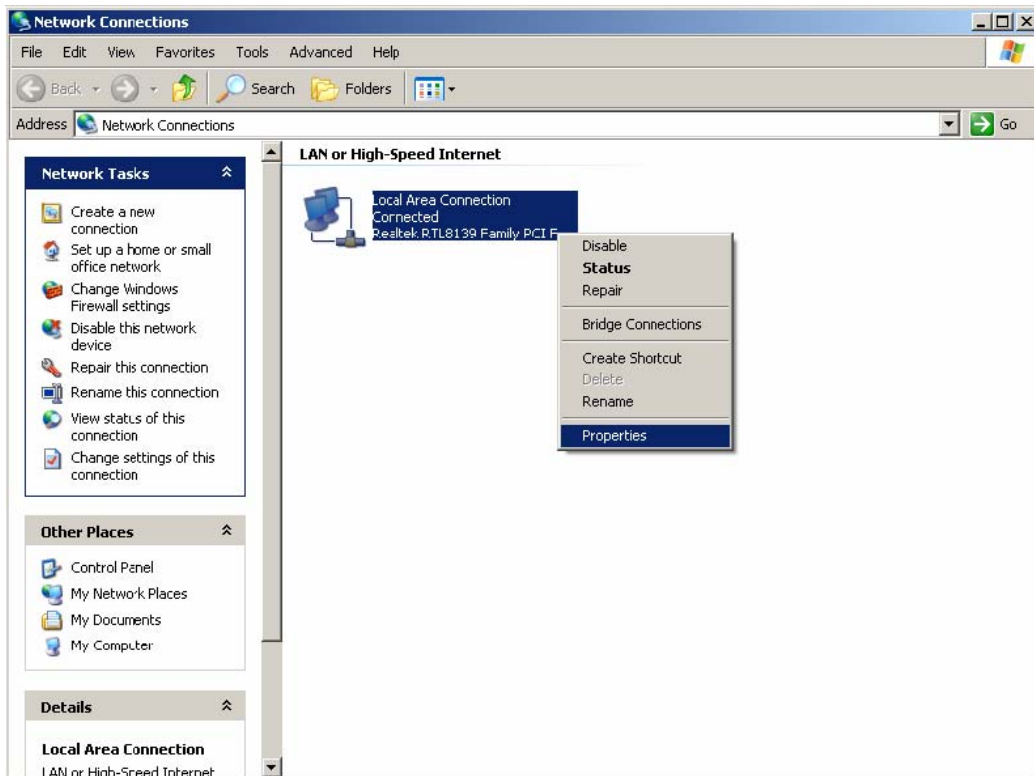 Network Connections
File Edit View Favorites Tools Advanced Help
Back Search Folders
Address Network Connections Go
Network Tasks
Create a new
connection
Set up a home or small
office network
Change Windows
Firewall settings
Disable this network
device
Repair this connection
Rename this connection
View status of this
connection
Change settings of this
connection
Other Places
Control Panel
My Network Places
My Documents
My Computer
Details
Local Area Connection
LAN or High-Speed Internet
LAN or High-Speed Internet
Local Area Connection
Connected
Realtek RTL8139 Family PCI F...
Disable
Status
Repair
Bridge Connections
Create Shortcut
Delete
Rename
Properties